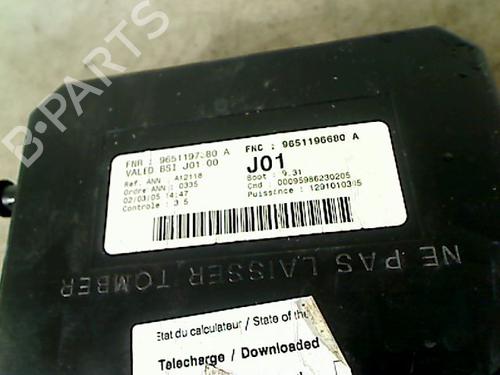 B-PARTS
FNR : 9651197380 A
FNC : 9651196680 A
VALEO BSI J01-00
J01
Ref. ANN A12118
Ordre ANN : 0335
02/03/05 14:47
Controle : 3 5
Boot : 9.31
Cmd : 00095986230205
Puissance : 1291010305
NE PAS LAISSER TOMBER
Etat du calculateur / State of the
Telecharge / Downloaded